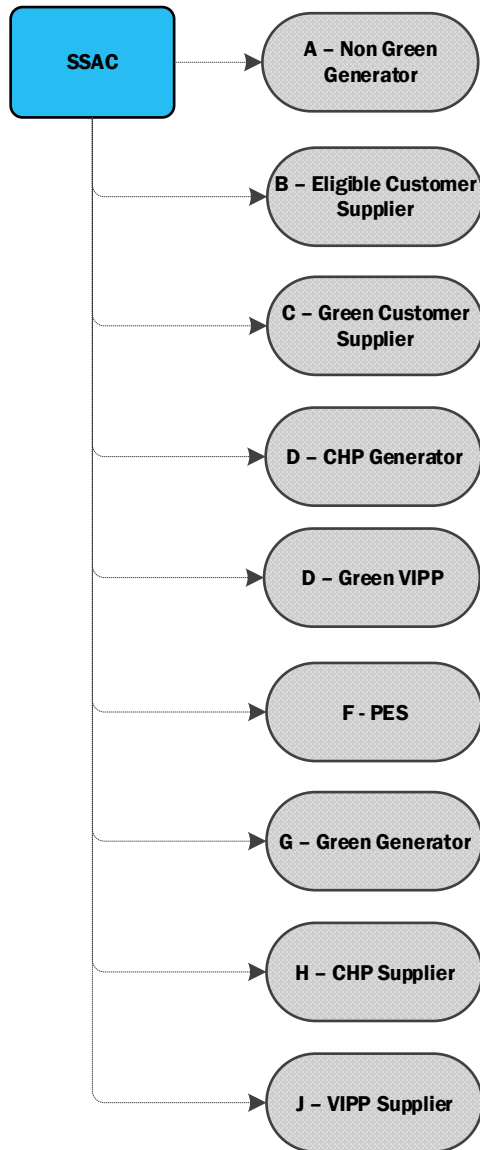 SSAC
A – Non Green
Generator
B – Eligible Customer
Supplier
C – Green Customer
Supplier
D – CHP Generator
D – Green VIPP
F - PES
G – Green Generator
H – CHP Supplier
J – VIPP Supplier